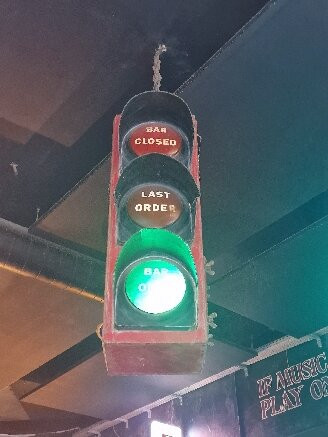 BAR
CLOSED
LAST
ORDER
BAR
IF MUSIC
PLAY ON